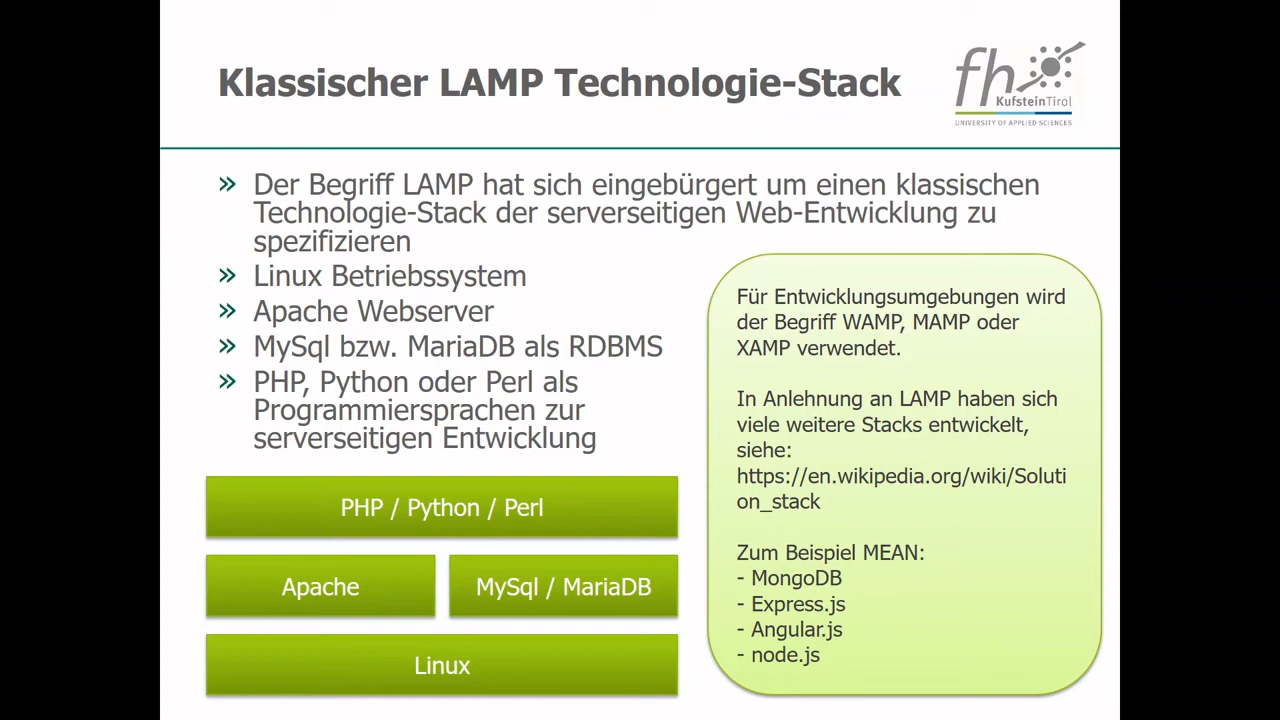 Klassischer LAMP Technologie-Stack
fh
KufsteinTirol
UNIVERSITY OF APPLIED SCIENCES
» Der Begriff LAMP hat sich eingebürgert um einen klassischen
Technologie-Stack der serverseitigen Web-Entwicklung zu
spezifizieren
» Linux Betriebssystem
» Apache Webserver
» MySql bzw. MariaDB als RDBMS
» PHP, Python oder Perl als
Programmiersprachen zur
serverseitigen Entwicklung
PHP / Python / Perl
Apache
MySql / MariaDB
Linux
Für Entwicklungsumgebungen wird
der Begriff WAMP, MAMP oder
XAMP verwendet.
In Anlehnung an LAMP haben sich
viele weitere Stacks entwickelt,
siehe:
https://en.wikipedia.org/wiki/Soluti
on_stack
Zum Beispiel MEAN:
- MongoDB
- Express.js
- Angular.js
- node.js